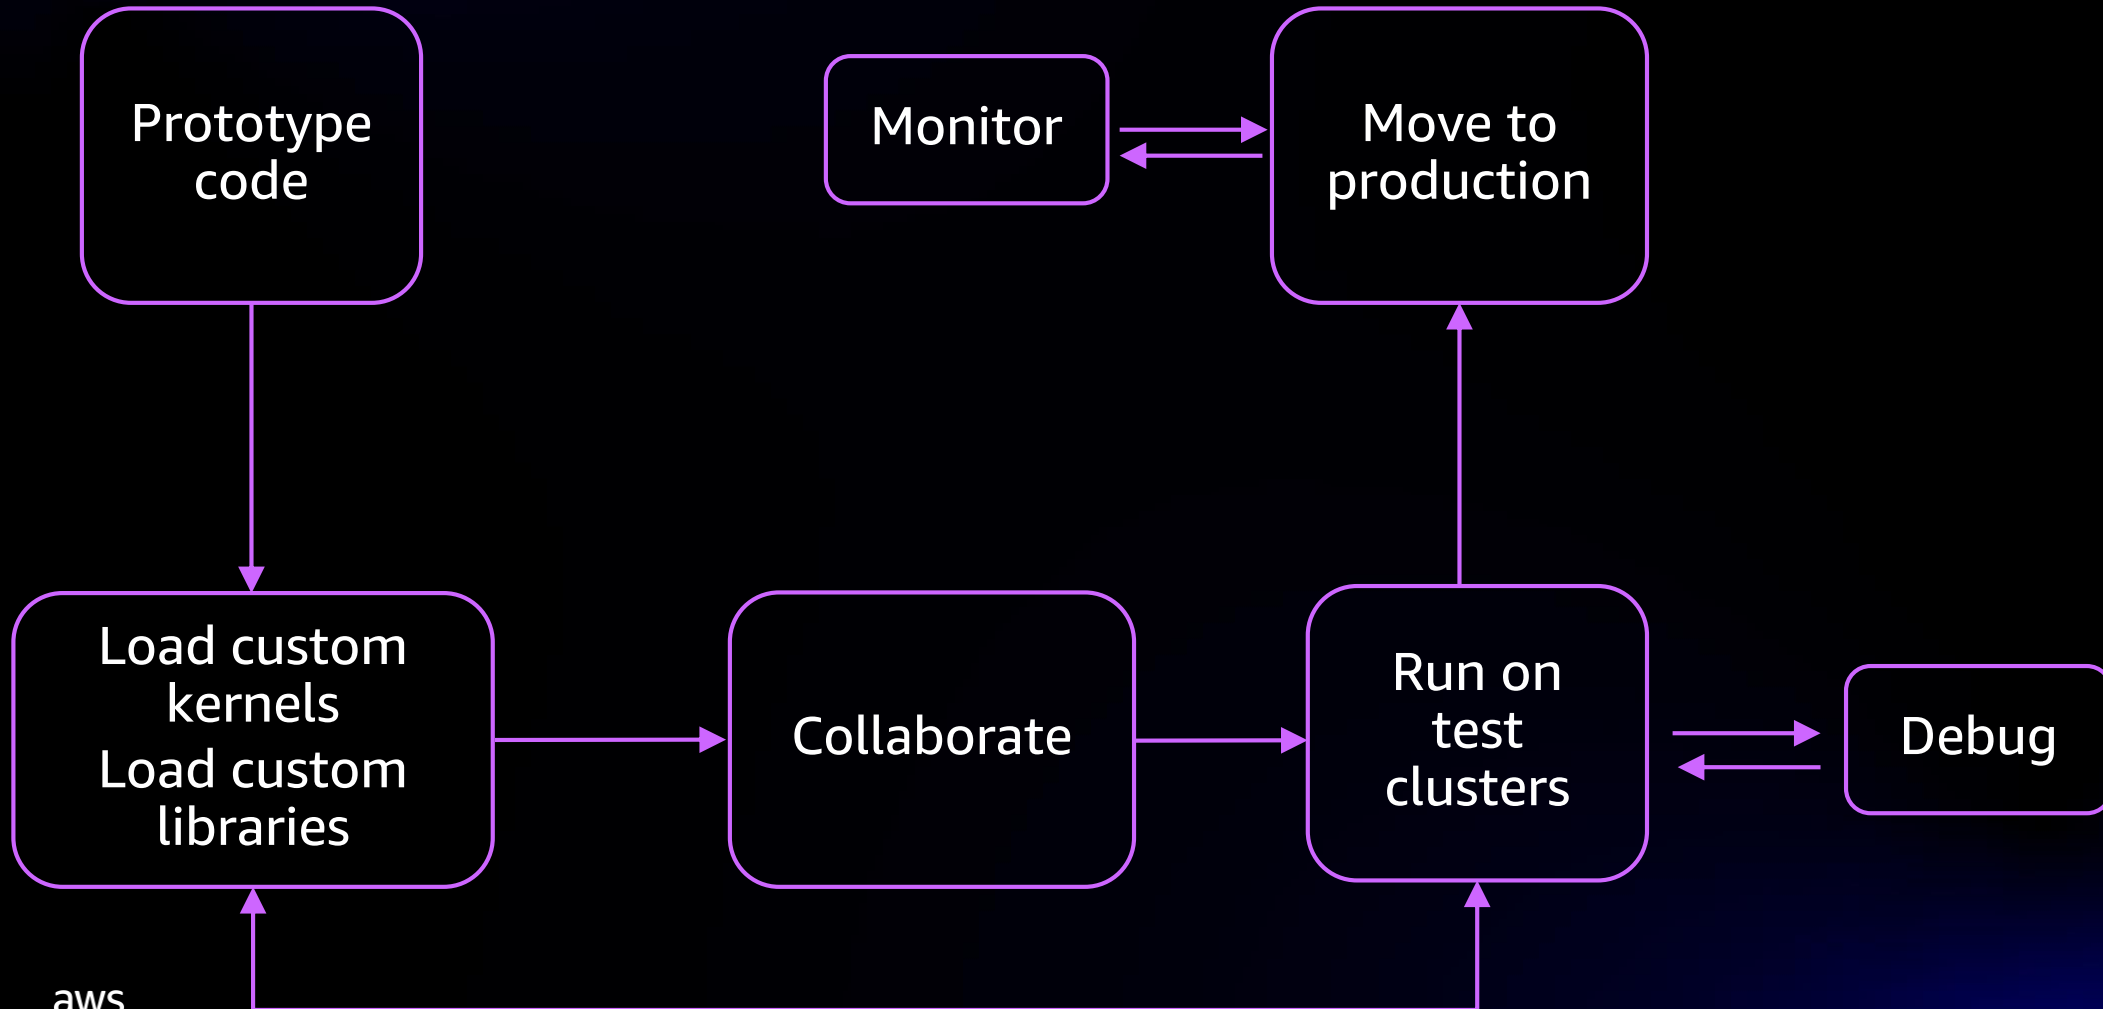 Prototype
code
Monitor
Move to
production
Load custom
kernels
Load custom
libraries
Collaborate
Run on
test
clusters
Debug
aws